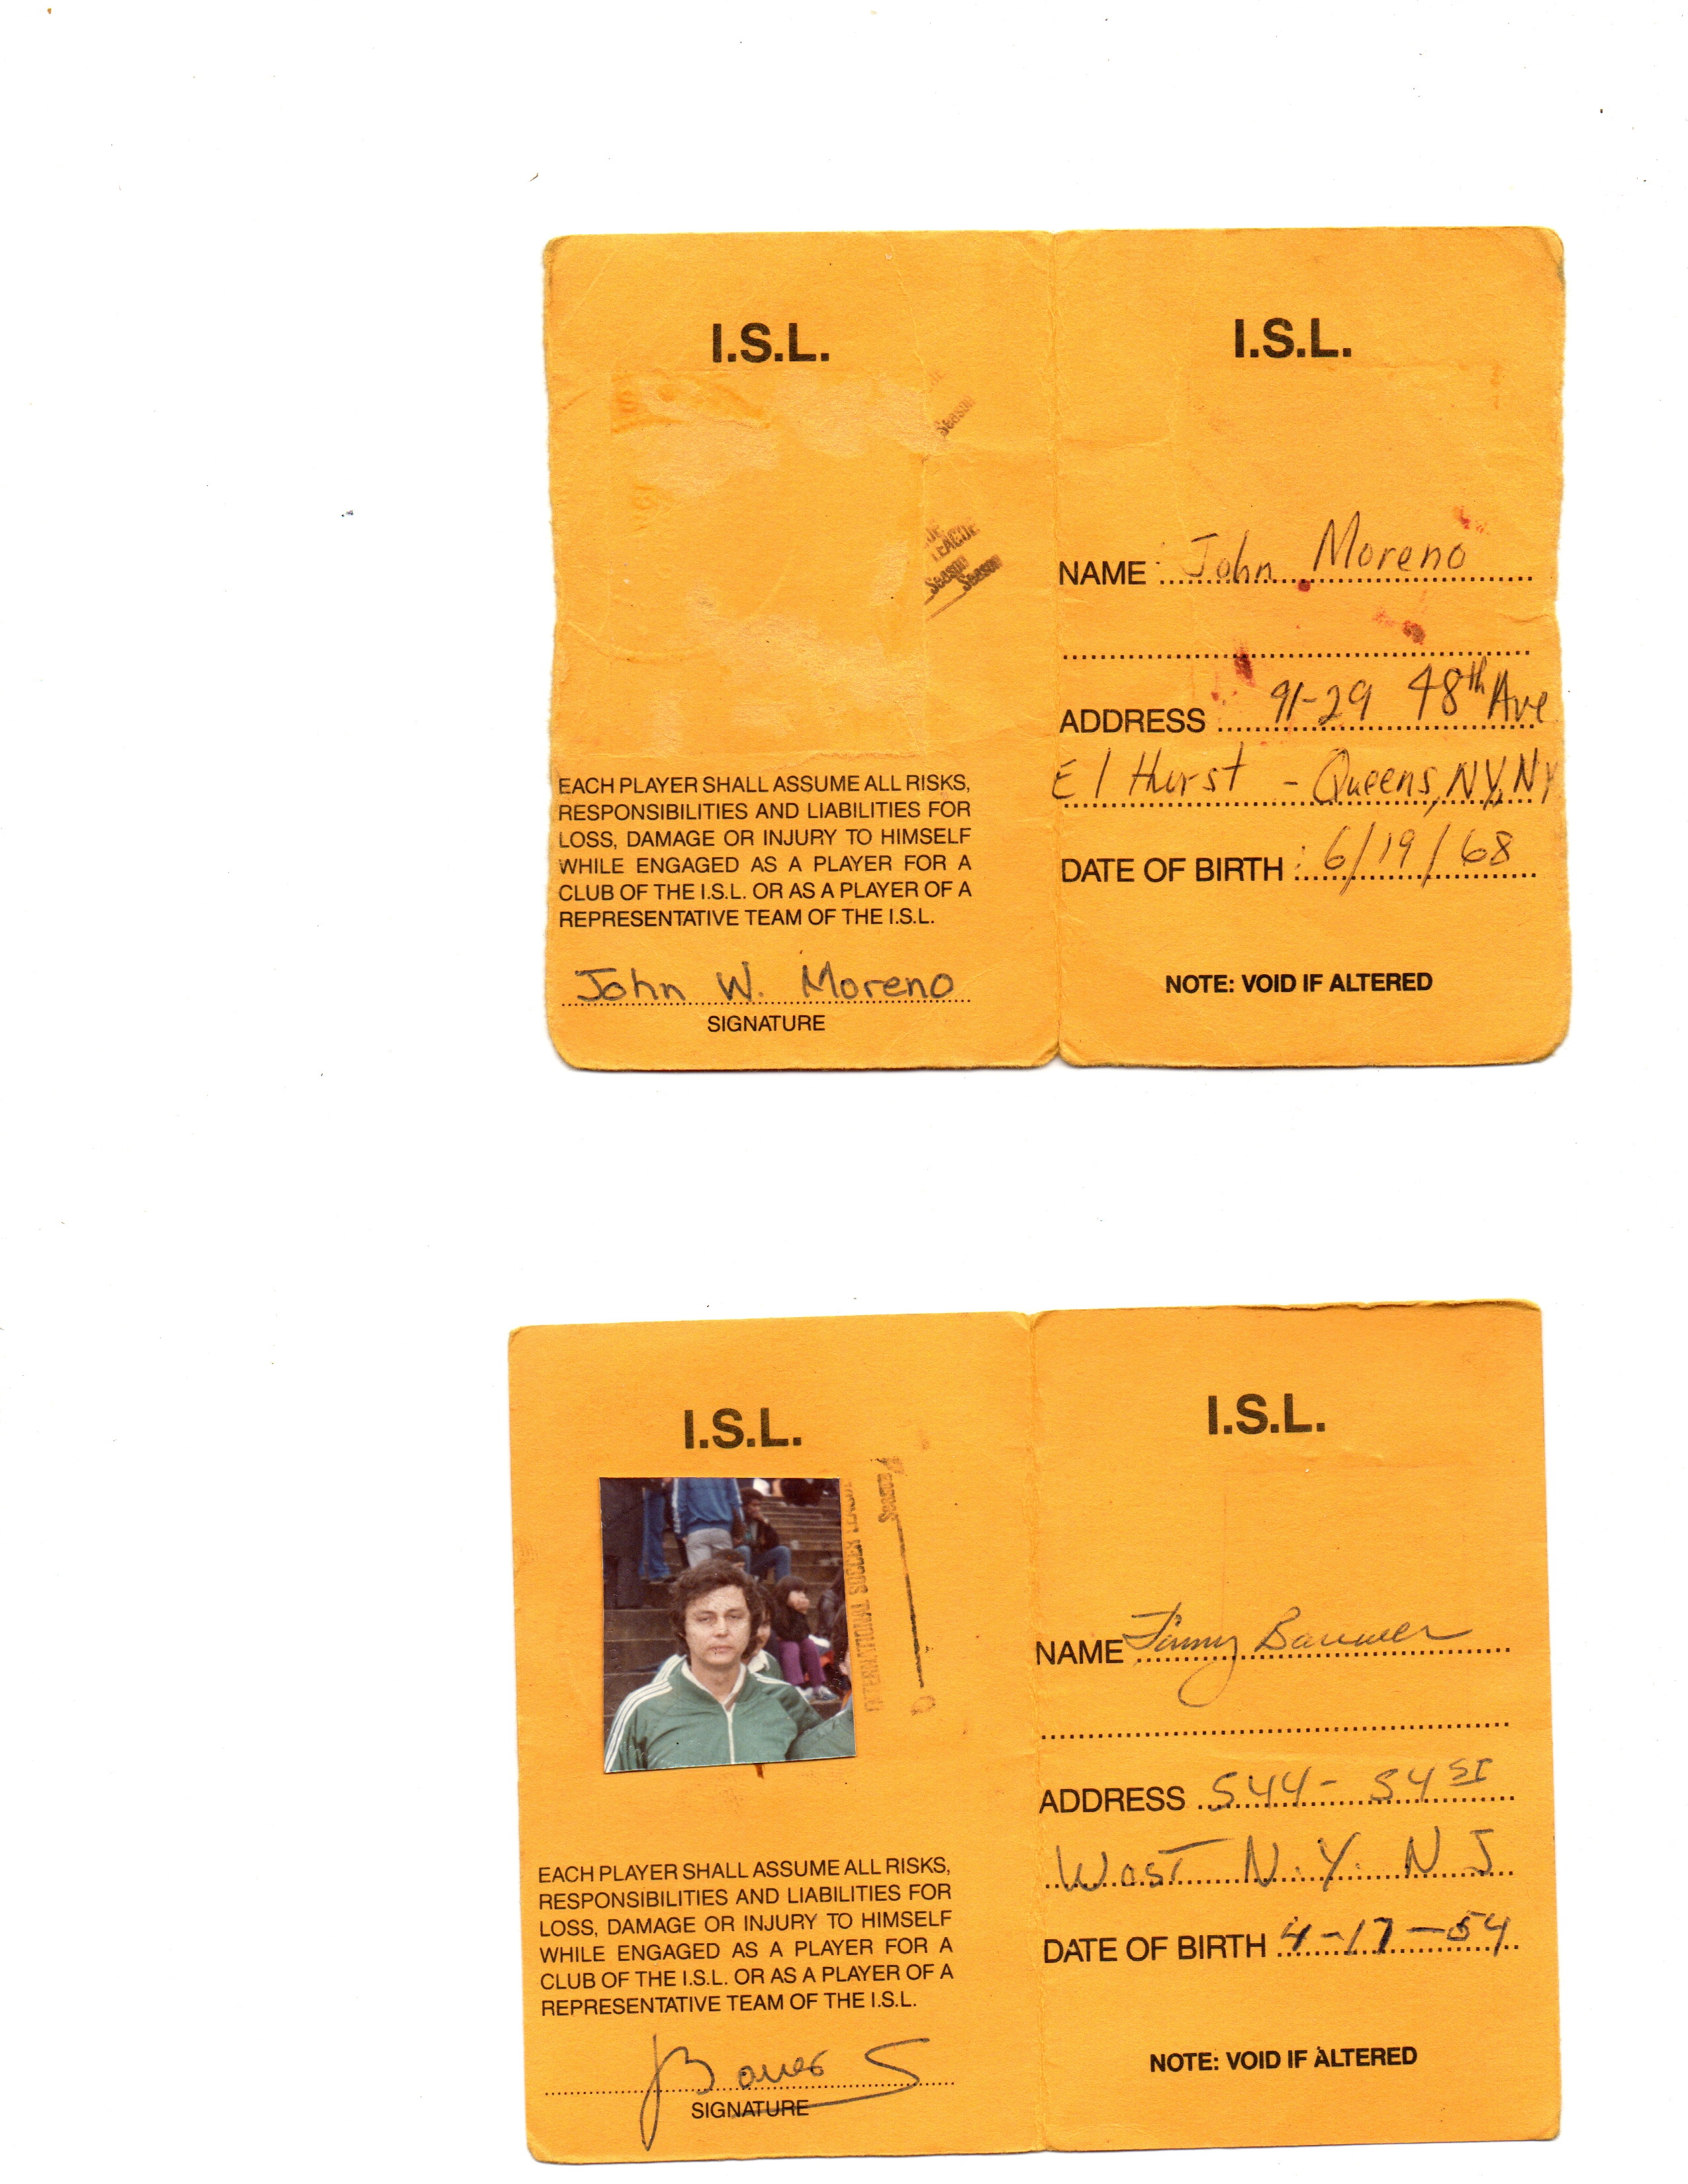 I.S.L.
Season
LEAGUE
Season
Season
EACH PLAYER SHALL ASSUME ALL RISKS,
RESPONSIBILITIES AND LIABILITIES FOR
LOSS, DAMAGE OR INJURY TO HIMSELF
WHILE ENGAGED AS A PLAYER FOR A
CLUB OF THE I.S.L. OR AS A PLAYER OF A
REPRESENTATIVE TEAM OF THE I.S.L.
John W. Moreno
SIGNATURE
I.S.L.
NAME : John Moreno
ADDRESS 91-29 48th Ave
El Hurst - Queens, NY, NY
DATE OF BIRTH : 6/19/68
NOTE: VOID IF ALTERED
I.S.L.
INTERNATIONAL SOCCER LEAGUE
Season
EACH PLAYER SHALL ASSUME ALL RISKS,
RESPONSIBILITIES AND LIABILITIES FOR
LOSS, DAMAGE OR INJURY TO HIMSELF
WHILE ENGAGED AS A PLAYER FOR A
CLUB OF THE I.S.L. OR AS A PLAYER OF A
REPRESENTATIVE TEAM OF THE I.S.L.
SIGNATURE
I.S.L.
NAME
ADDRESS 544- 54 ST
West N.Y. N J
DATE OF BIRTH 4-17-54
NOTE: VOID IF ALTERED